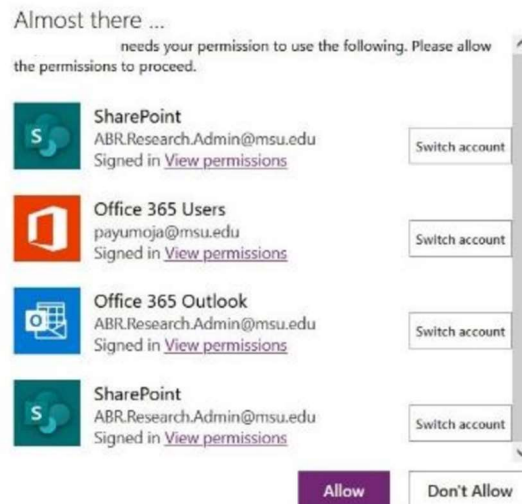 Almost there ...
needs your permission to use the following. Please allow
the permissions to proceed.
SharePoint
ABR.Research.Admin@msu.edu
Signed in View permissions
Switch account
Office 365 Users
payumoja@msu.edu
Signed in View permissions
Switch account
Office 365 Outlook
ABR.Research.Admin@msu.edu
Signed in View permissions
Switch account
SharePoint
ABR.Research.Admin@msu.edu
Signed in View permissions
Switch account
Allow
Don't Allow